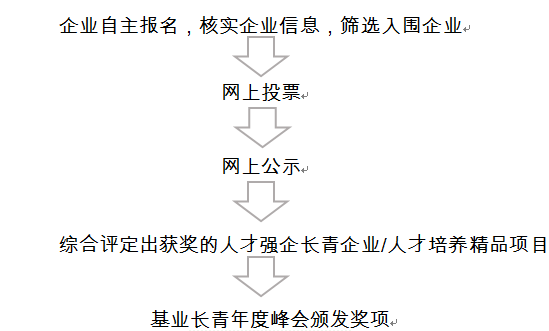 企业自主报名，核实企业信息，筛选入围企业
网上投票
网上公示
综合评定出获奖的人才强企长青企业/人才培养精品项目
基业长青年度峰会颁发奖项